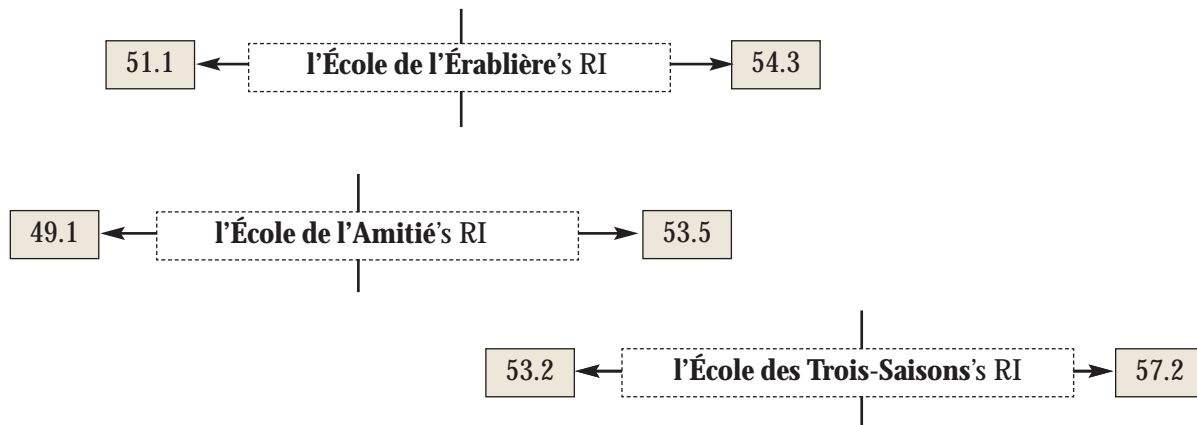 51.1 l'École de l'Érablière's RI 54.3
49.1 l'École de l'Amitié's RI 53.5
53.2 l'École des Trois-Saisons's RI 57.2